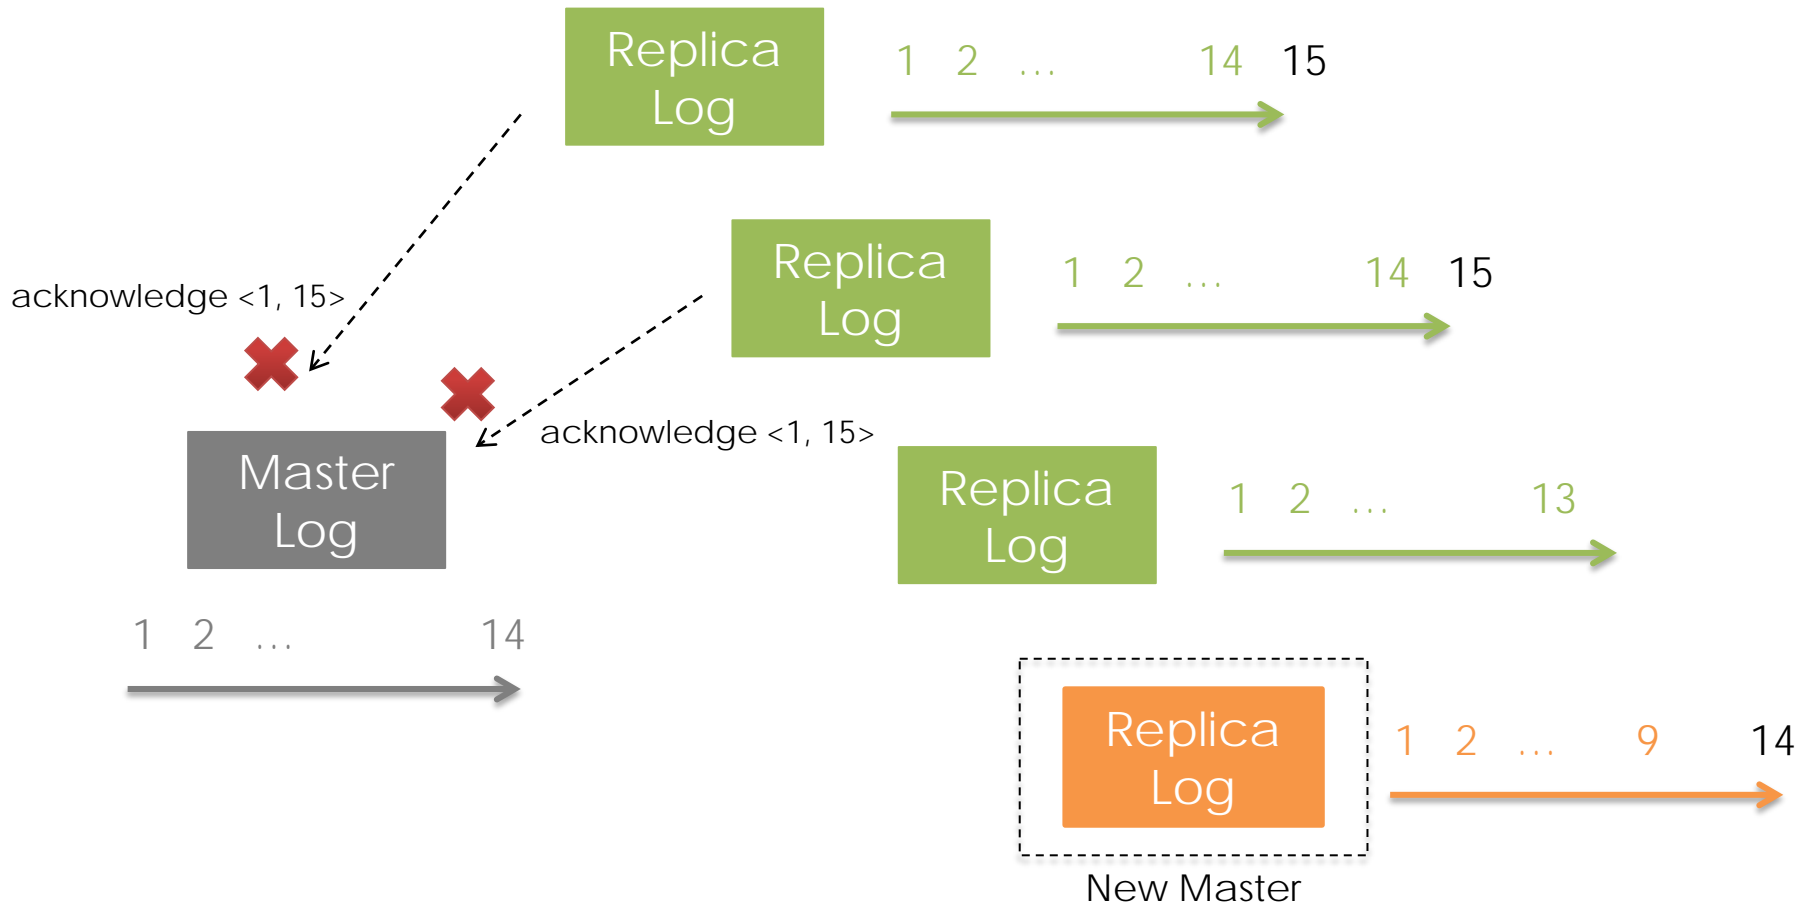 Replica
Log
1 2 ... 14 15
Replica
Log
1 2 ... 14 15
acknowledge <1, 15>
acknowledge <1, 15>
Master
Log
Replica
Log
1 2 ... 13
1 2 ... 14
Replica
Log
1 2 ... 9 14
New Master